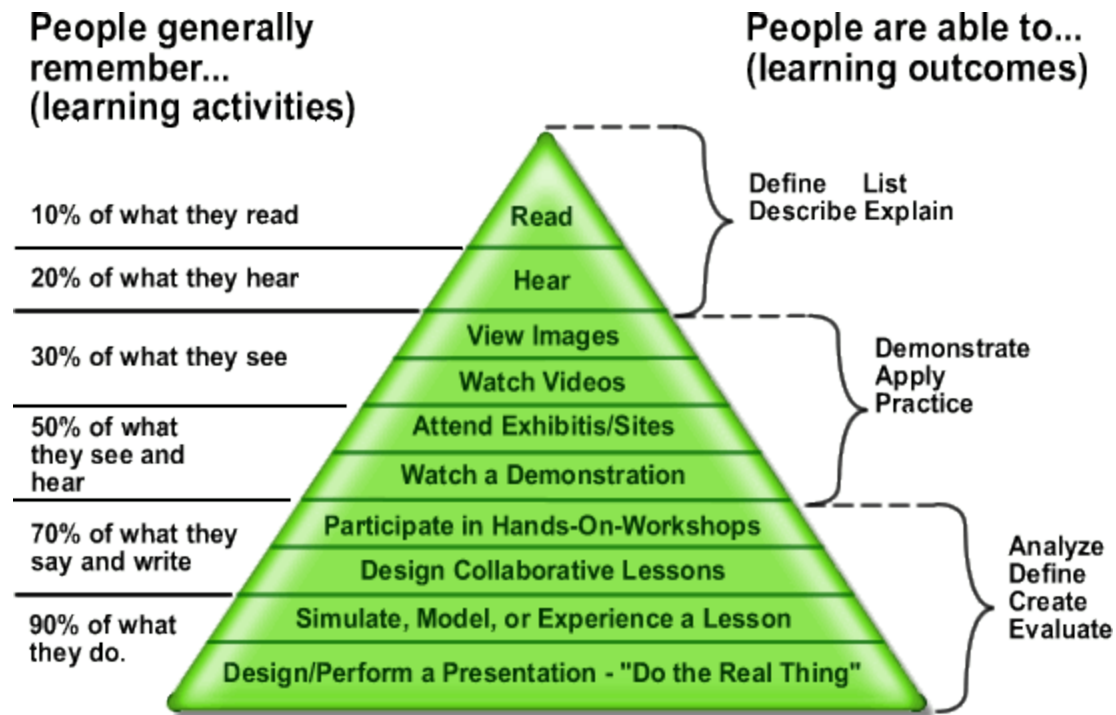 People generally
remember...
(learning activities)
People are able to...
(learning outcomes)
10% of what they read
20% of what they hear
30% of what they see
50% of what
they see and
hear
70% of what they
say and write
90% of what
they do.
Read
Hear
View Images
Watch Videos
Attend Exhibitis/Sites
Watch a Demonstration
Participate in Hands-On-Workshops
Design Collaborative Lessons
Simulate, Model, or Experience a Lesson
Design/Perform a Presentation - "Do the Real Thing"
Define List
Describe Explain
Demonstrate
Apply
Practice
Analyze
Define
Create
Evaluate